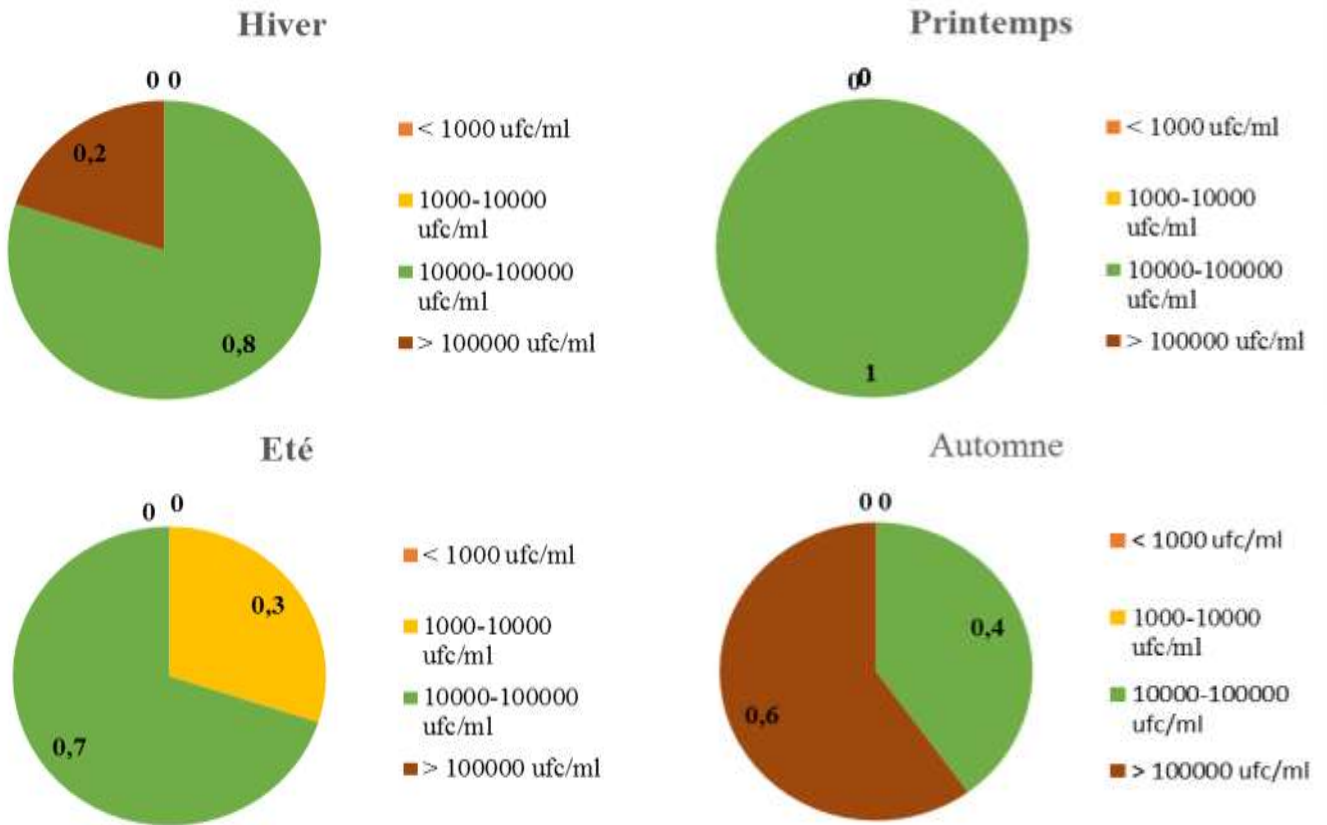 Hiver
0 0
0,2
0,8
< 1000 ufc/ml
1000-10000
ufc/ml
10000-100000
ufc/ml
> 100000 ufc/ml
Printemps
00
1
< 1000 ufc/ml
1000-10000
ufc/ml
10000-100000
ufc/ml
> 100000 ufc/ml
Eté
0 0
0,3
0,7
< 1000 ufc/ml
1000-10000
ufc/ml
10000-100000
ufc/ml
> 100000 ufc/ml
Automne
0 0
0,4
0,6
< 1000 ufc/ml
1000-10000
ufc/ml
10000-100000
ufc/ml
> 100000 ufc/ml